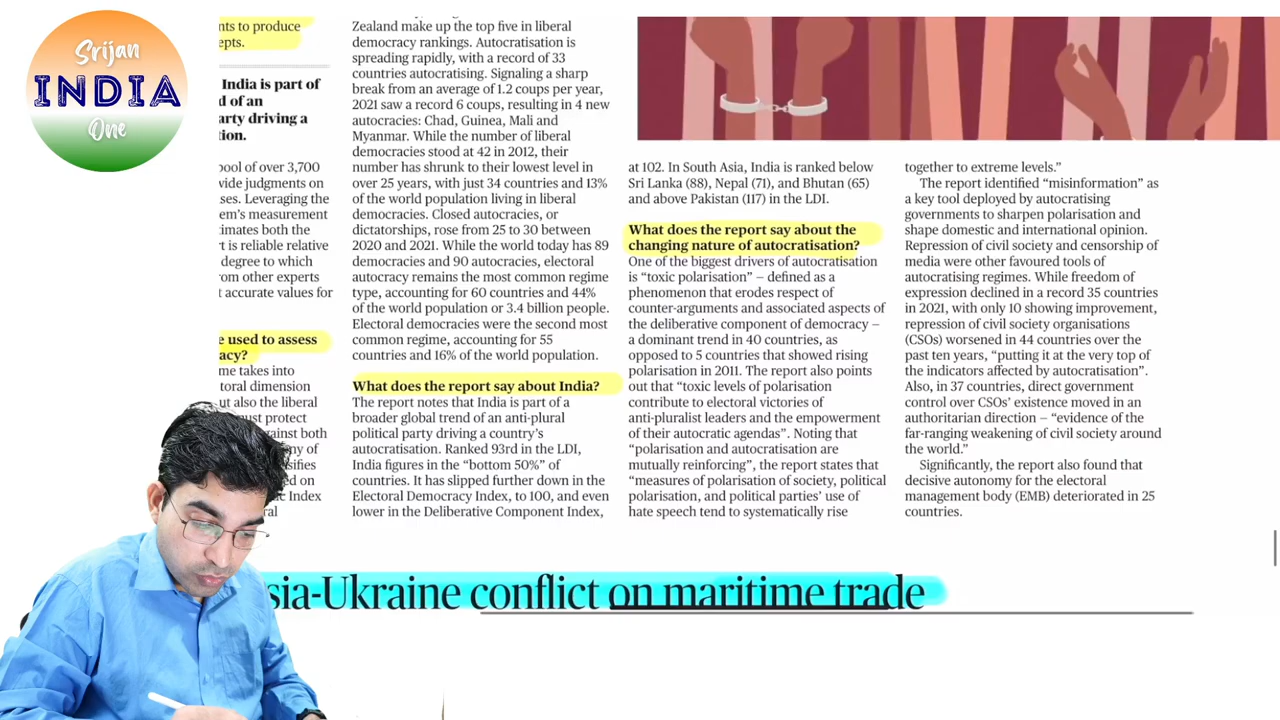 Srijan
INDIA
One
nts to produce
epts.
India is part of
d of an
arty driving a
tion.
ool of over 3,700
vide judgments on
ses. Leveraging the
em's measurement
timates both the
rt is reliable relative
degree to which
rom other experts
t accurate values for
e used to assess
acy?
me takes into
toral dimension
ut also the liberal
must protect
gainst both
ny of
sifies
ed on
Index
ral
Zealand make up the top five in liberal
democracy rankings. Autocratisation is
spreading rapidly, with a record of 33
countries autocratising. Signaling a sharp
break from an average of 1.2 coups per year,
2021 saw a record 6 coups, resulting in 4 new
autocracies: Chad, Guinea, Mali and
Myanmar. While the number of liberal
democracies stood at 42 in 2012, their
number has shrunk to their lowest level in
over 25 years, with just 34 countries and 13%
of the world population living in liberal
democracies. Closed autocracies, or
dictatorships, rose from 25 to 30 between
2020 and 2021. While the world today has 89
democracies and 90 autocracies, electoral
autocracy remains the most common regime
type, accounting for 60 countries and 44%
of the world population or 3.4 billion people.
Electoral democracies were the second most
common regime, accounting for 55
countries and 16% of the world population.
What does the report say about India?
The report notes that India is part of a
broader global trend of an anti-plural
political party driving a country's
autocratisation. Ranked 93rd in the LDI,
India figures in the “bottom 50%” of
countries. It has slipped further down in the
Electoral Democracy Index, to 100, and even
lower in the Deliberative Component Index,
at 102. In South Asia, India is ranked below
Sri Lanka (88), Nepal (71), and Bhutan (65)
and above Pakistan (117) in the LDI.
What does the report say about the
changing nature of autocratisation?
One of the biggest drivers of autocratisation
is “toxic polarisation” — defined as a
phenomenon that erodes respect of
counter-arguments and associated aspects of
the deliberative component of democracy —
a dominant trend in 40 countries, as
opposed to 5 countries that showed rising
polarisation in 2011. The report also points
out that “toxic levels of polarisation
contribute to electoral victories of
anti-pluralist leaders and the empowerment
of their autocratic agendas”. Noting that
“polarisation and autocratisation are
mutually reinforcing”, the report states that
“measures of polarisation of society, political
polarisation, and political parties' use of
hate speech tend to systematically rise
together to extreme levels.”
The report identified “misinformation” as
a key tool deployed by autocratising
governments to sharpen polarisation and
shape domestic and international opinion.
Repression of civil society and censorship of
media were other favoured tools of
autocratising regimes. While freedom of
expression declined in a record 35 countries
in 2021, with only 10 showing improvement,
repression of civil society organisations
(CSOs) worsened in 44 countries over the
past ten years, “putting it at the very top of
the indicators affected by autocratisation”.
Also, in 37 countries, direct government
control over CSOs' existence moved in an
authoritarian direction — “evidence of the
far-ranging weakening of civil society around
the world.”
Significantly, the report also found that
decisive autonomy for the electoral
management body (EMB) deteriorated in 25
countries.
sia-Ukraine conflict on maritime trade